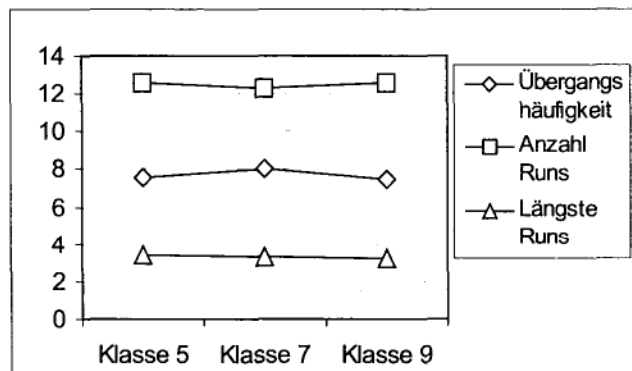 14
12
10
8
6
4
2
0
Klasse 5 Klasse 7 Klasse 9
Übergangs
häufigkeit
Anzahl
Runs
Längste
Runs